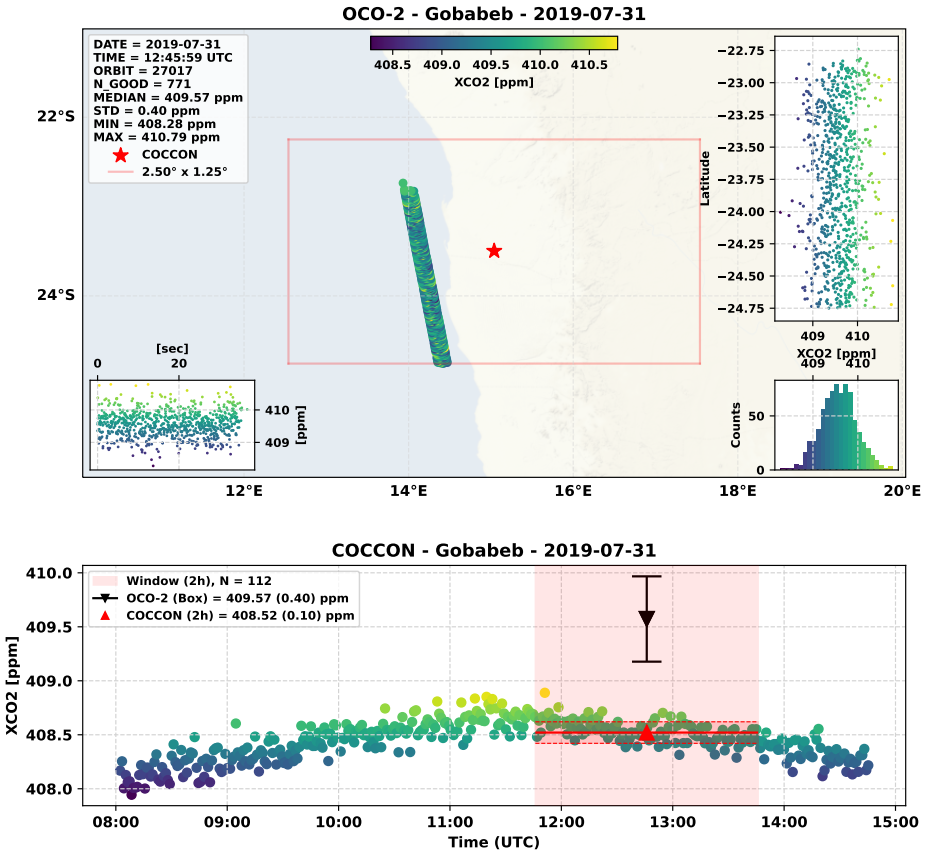 OCO-2 - Gobabeb - 2019-07-31
DATE = 2019-07-31
TIME = 12:45:59 UTC
ORBIT = 27017
N_GOOD = 771
MEDIAN = 409.57 ppm
STD = 0.40 ppm
MIN = 408.28 ppm
MAX = 410.79 ppm
COCCON
2.50° x 1.25°
408.5 409.0 409.5 410.0 410.5
XCO2 [ppm]
22°S
24°S
12°E 14°E 16°E 18°E 20°E
Latitude
−22.75
−23.00
−23.25
−23.50
−23.75
−24.00
−24.25
−24.50
−24.75
409 410
XCO2 [ppm]
409 410
Counts
50
0
[sec]
0 20
410
409
[ppm]
COCCON - Gobabeb - 2019-07-31
Window (2h), N = 112
OCO-2 (Box) = 409.57 (0.40) ppm
COCCON (2h) = 408.52 (0.10) ppm
XCO2 [ppm]
410.0
409.5
409.0
408.5
408.0
08:00 09:00 10:00 11:00 12:00 13:00 14:00 15:00
Time (UTC)